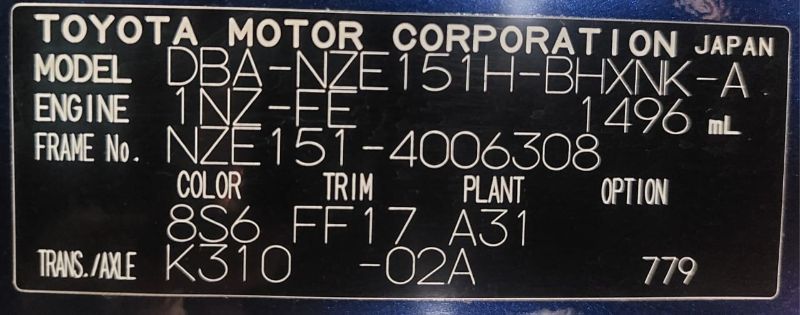 TOYOTA MOTOR CORPORATION JAPAN
MODEL DBA-NZE151H-BHXNK-A
ENGINE 1NZ-FE 1496 mL
FRAME No. NZE151-4006308
COLOR TRIM PLANT OPTION
8S6 FF17 A31
TRANS./AXLE K310 -02A 779